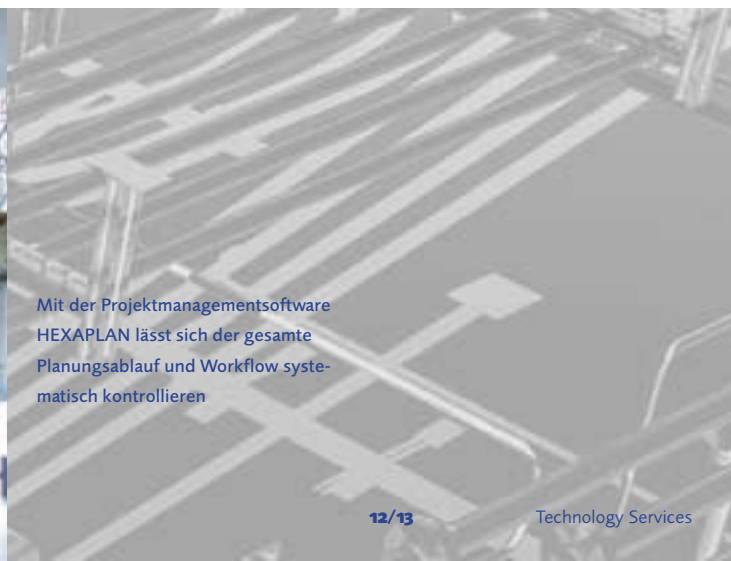 Mit der Projektmanagementsoftware
HEXAPLAN lässt sich der gesamte
Planungsablauf und Workflow syste-
matisch kontrollieren
12/13 Technology Services